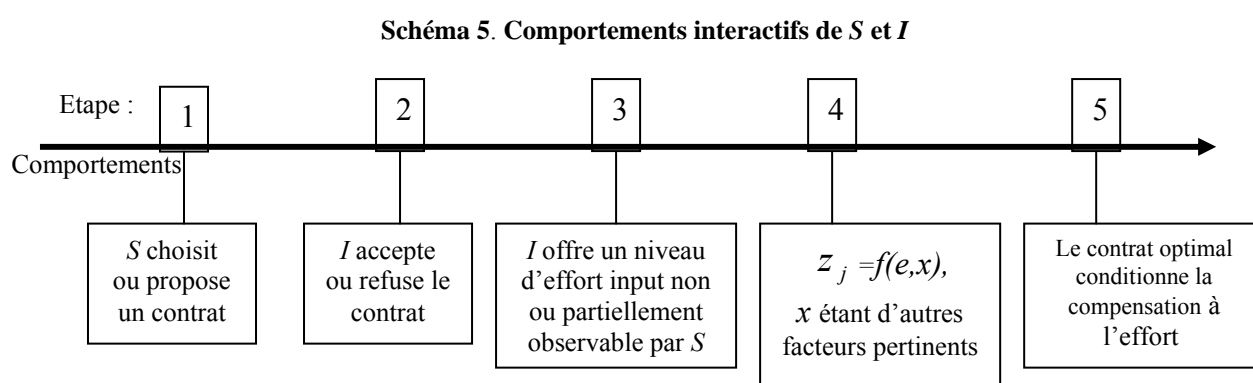 Schéma 5. Comportements interactifs de S et I
Etape :
1
2
3
4
5
Comportements
S choisit
ou propose
un contrat
I accepte
ou refuse le
contrat
I offre un niveau
d’effort input non
ou partiellement
observable par S
z j =f(e,x),
x étant d’autres
facteurs pertinents
Le contrat optimal
conditionne la
compensation à
l’effort